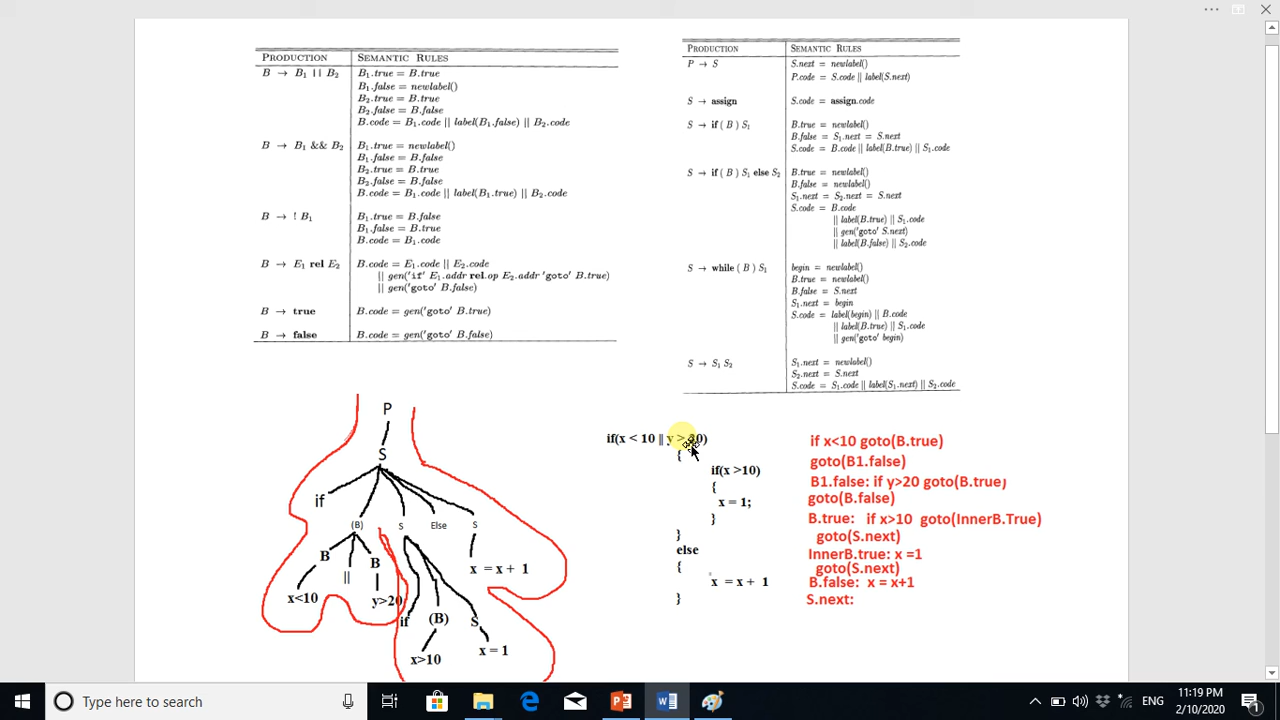 PRODUCTION SEMANTIC RULES
B → B1 || B2 B1.true = B.true
B1.false = newlabel()
B2.true = B.true
B2.false = B.false
B.code = B1.code || label(B1.false) || B2.code
B → B1 && B2 B1.true = newlabel()
B1.false = B.false
B2.true = B.true
B2.false = B.false
B.code = B1.code || label(B1.true) || B2.code
B → ! B1 B1.true = B.false
B1.false = B.true
B.code = B1.code
B → E1 rel E2 B.code = E1.code || E2.code
|| gen('if' E1.addr rel.op E2.addr 'goto' B.true)
|| gen('goto' B.false)
B → true B.code = gen('goto' B.true)
B → false B.code = gen('goto' B.false)
PRODUCTION SEMANTIC RULES
P → S S.next = newlabel()
P.code = S.code || label(S.next)
S → assign S.code = assign.code
S → if ( B ) S1 B.true = newlabel()
B.false = S1.next = S.next
S.code = B.code || label(B.true) || S1.code
S → if ( B ) S1 else S2 B.true = newlabel()
B.false = newlabel()
S1.next = S2.next = S.next
S.code = B.code
|| label(B.true) || S1.code
|| gen('goto' S.next)
|| label(B.false) || S2.code
S → while ( B ) S1 begin = newlabel()
B.true = newlabel()
B.false = S.next
S1.next = begin
S.code = label(begin) || B.code
|| label(B.true) || S1.code
|| gen('goto' begin)
S → S1 S2 S1.next = newlabel()
S2.next = S.next
S.code = S1.code || label(S1.next) || S2.code
P
S
if (B) S Else S
B || B x = x + 1
x<10 y>20
if (B) S
x>10 x = 1
if(x < 10 || y > 20)
{
if(x >10)
{
x = 1;
}
}
else
{
x = x + 1
}
if x<10 goto(B.true)
goto(B1.false)
B1.false: if y>20 goto(B.true)
goto(B.false)
B.true: if x>10 goto(InnerB.True)
goto(S.next)
InnerB.true: x =1
goto(S.next)
B.false: x = x+1
S.next:
Type here to search
ENG
11:19 PM
2/10/2020
1